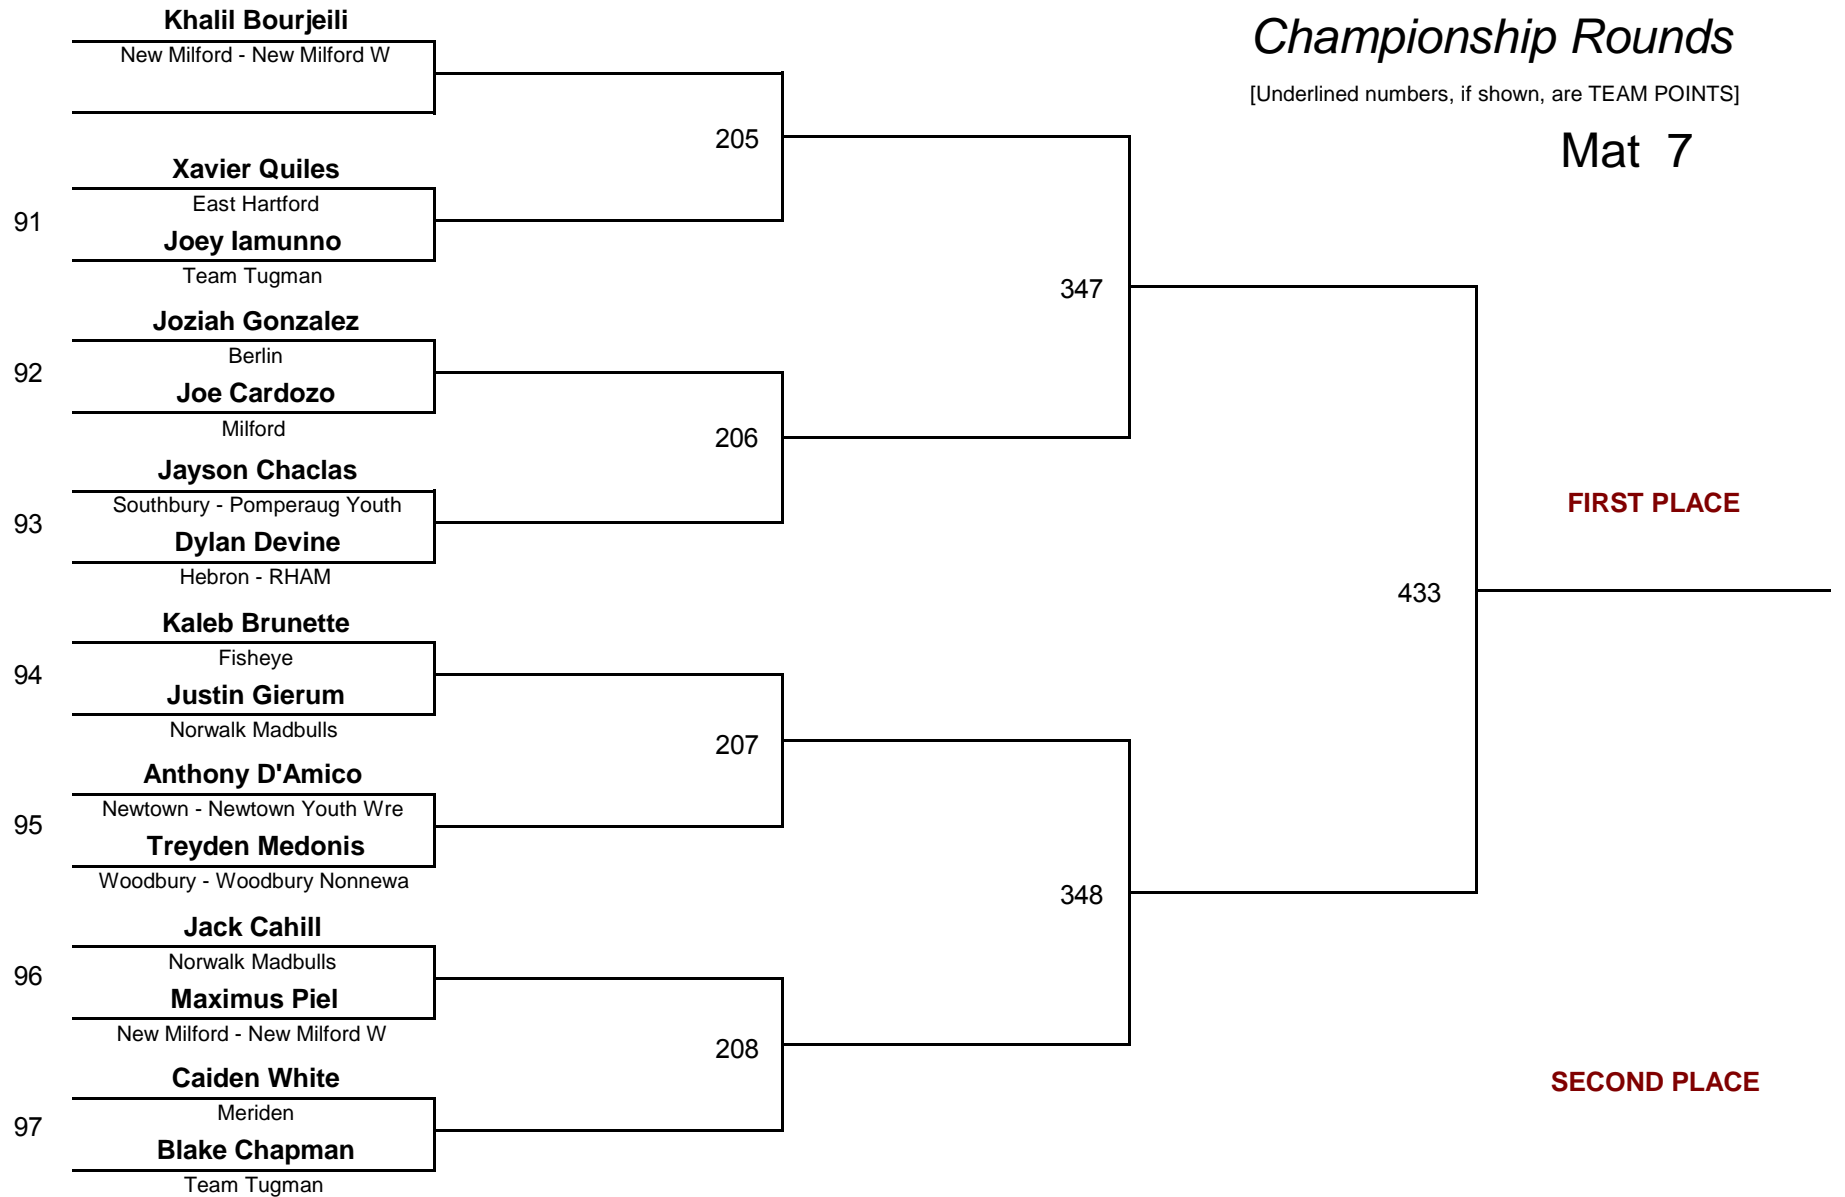 Khalil Bourjeili
New Milford - New Milford W
Championship Rounds
[Underlined numbers, if shown, are TEAM POINTS]
Mat 7
205
Xavier Quiles
East Hartford
91
Joey Iamunno
Team Tugman
347
Joziah Gonzalez
Berlin
92
Joe Cardozo
Milford
206
Jayson Chaclas
Southbury - Pomperaug Youth
93
Dylan Devine
Hebron - RHAM
FIRST PLACE
433
Kaleb Brunette
Fisheye
94
Justin Gierum
Norwalk Madbulls
207
Anthony D'Amico
Newtown - Newtown Youth Wre
95
Treyden Medonis
Woodbury - Woodbury Nonnewa
348
Jack Cahill
Norwalk Madbulls
96
Maximus Piel
New Milford - New Milford W
208
Caiden White
Meriden
97
Blake Chapman
Team Tugman
SECOND PLACE